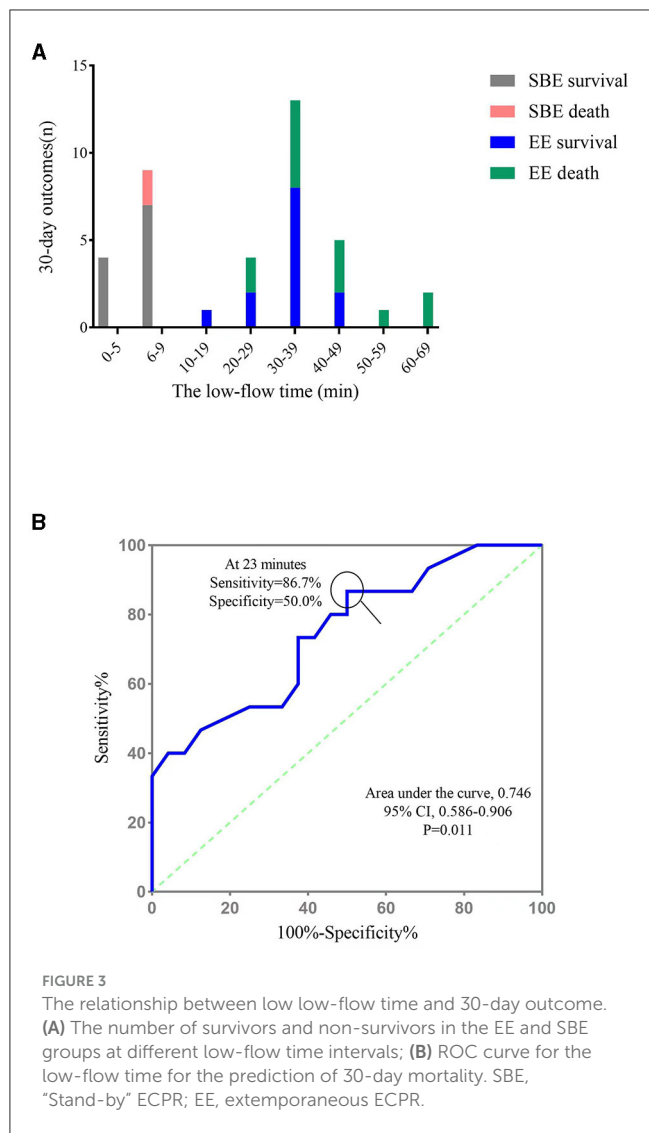 A
15
10
5
0
30-day outcomes(n)
0-5
6-9
10-19
20-29
30-39
40-49
50-59
60-69
The low-flow time (min)
SBE survival
SBE death
EE survival
EE death
B
100
80
60
40
20
0
Sensitivity%
At 23 minutes
Sensitivity=86.7%
Specificity=50.0%
Area under the curve, 0.746
95% CI, 0.586-0.906
P=0.011
0
20
40
60
80
100
100%-Specificity%
FIGURE 3
The relationship between low low-flow time and 30-day outcome.
(A) The number of survivors and non-survivors in the EE and SBE
groups at different low-flow time intervals; (B) ROC curve for the
low-flow time for the prediction of 30-day mortality. SBE,
"Stand-by" ECPR; EE, extemporaneous ECPR.